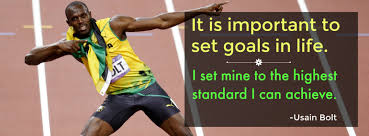 It is important to
set goals in life.
I set mine to the highest
standard I can achieve.
-Usain Bolt
BOLT